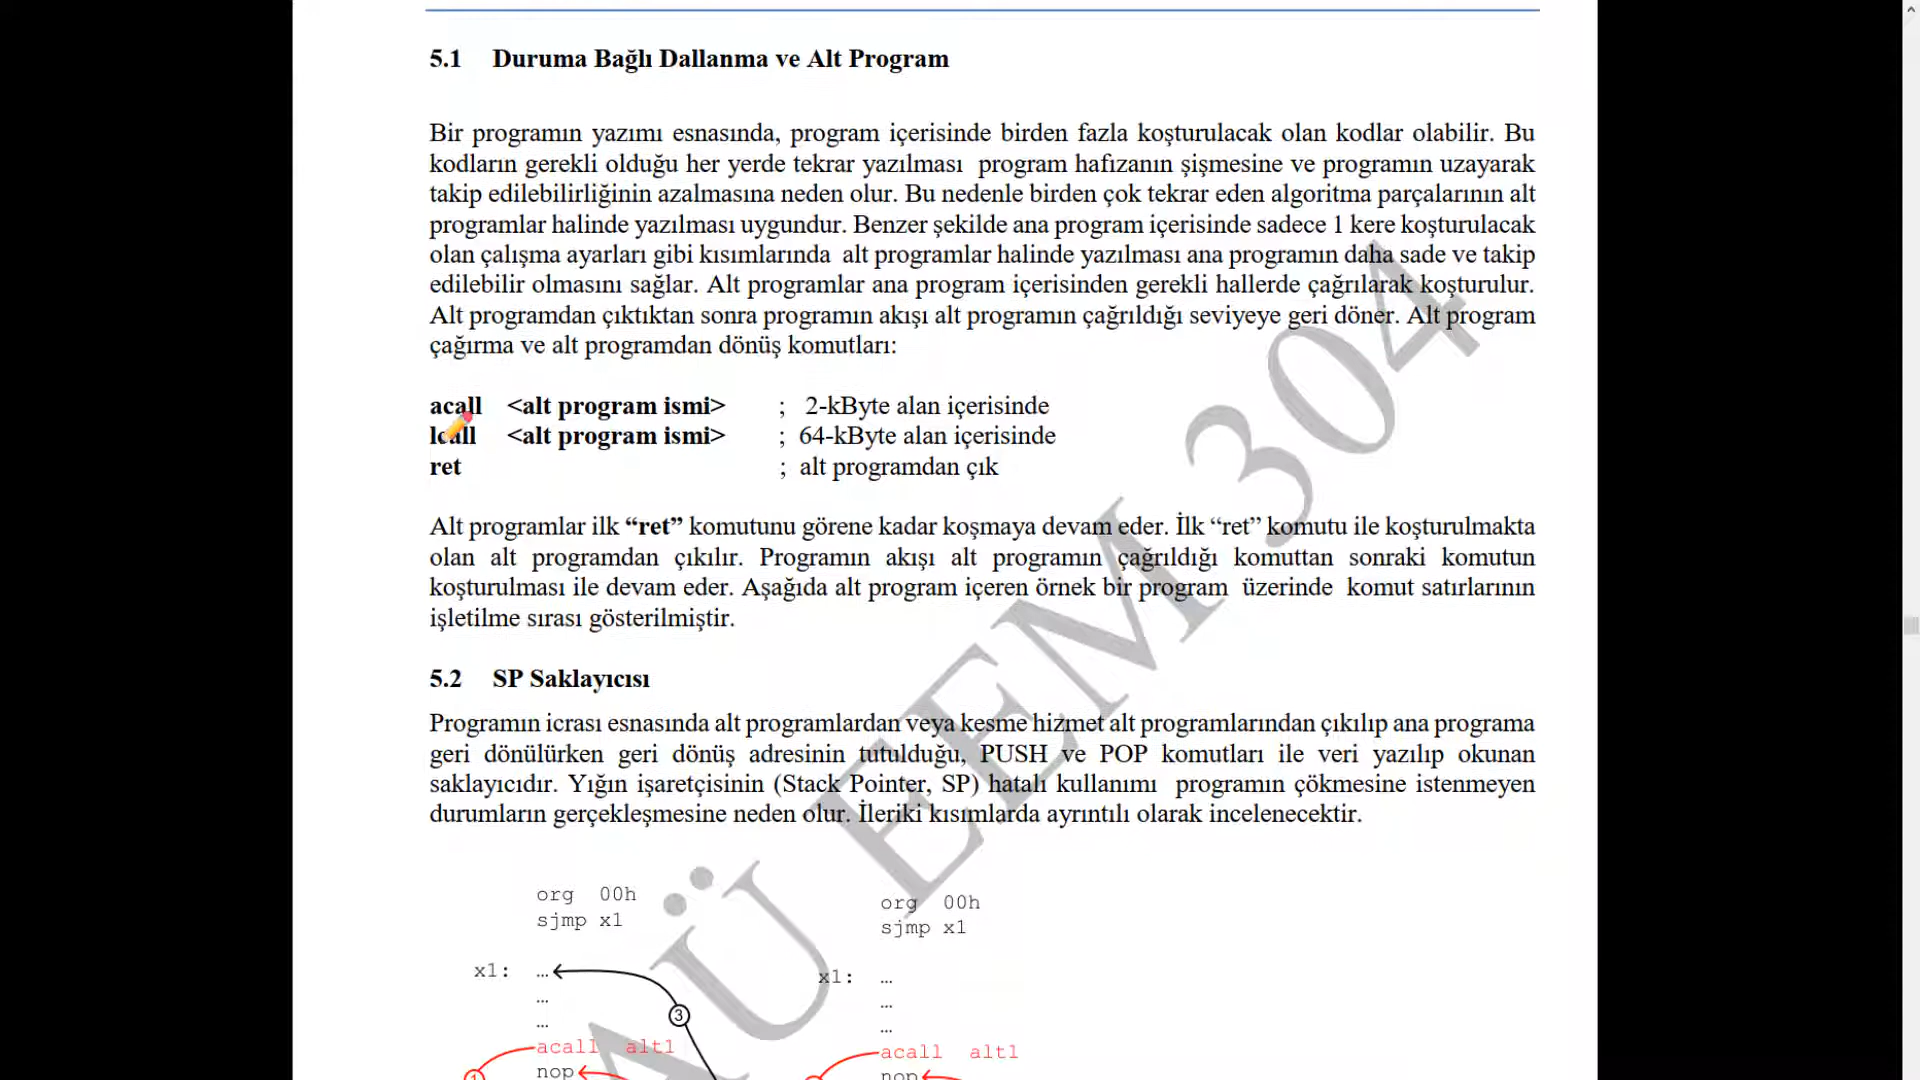 5.1 Duruma Bağlı Dallanma ve Alt Program
Bir programın yazımı esnasında, program içerisinde birden fazla koşturulacak olan kodlar olabilir. Bu
kodların gerekli olduğu her yerde tekrar yazılması program hafızanın şişmesine ve programın uzayarak
takip edilebilirliğinin azalmasına neden olur. Bu nedenle birden çok tekrar eden algoritma parçalarının alt
programlar halinde yazılması uygundur. Benzer şekilde ana program içerisinde sadece 1 kere koşturulacak
olan çalışma ayarları gibi kısımlarında alt programlar halinde yazılması ana programın daha sade ve takip
edilebilir olmasını sağlar. Alt programlar ana program içerisinden gerekli hallerde çağrılarak koşturulur.
Alt programdan çıktıktan sonra programın akışı alt programın çağrıldığı seviyeye geri döner. Alt program
çağırma ve alt programdan dönüş komutları:
acall <alt program ismi> ; 2-kByte alan içerisinde
lcall <alt program ismi> ; 64-kByte alan içerisinde
ret ; alt programdan çık
Alt programlar ilk “ret” komutunu görene kadar koşmaya devam eder. İlk “ret” komutu ile koşturulmakta
olan alt programdan çıkılır. Programın akışı alt programın çağrıldığı komuttan sonraki komutun
koşturulması ile devam eder. Aşağıda alt program içeren örnek bir program üzerinde komut satırlarının
işletilme sırası gösterilmiştir.
5.2 SP Saklayıcısı
Programın icrası esnasında alt programlardan veya kesme hizmet alt programlarından çıkılıp ana programa
geri dönülürken geri dönüş adresinin tutulduğu, PUSH ve POP komutları ile veri yazılıp okunan
saklayıcıdır. Yığın işaretçisinin (Stack Pointer, SP) hatalı kullanımı programın çökmesine istenmeyen
durumların gerçekleşmesine neden olur. İleriki kısımlarda ayrıntılı olarak incelenecektir.
org 00h
sjmp x1
x1: ...
...
...
3
acall alt1
1
nop
org 00h
sjmp x1
x1: ...
...
...
acall alt1
nop
AÜ EEM 304